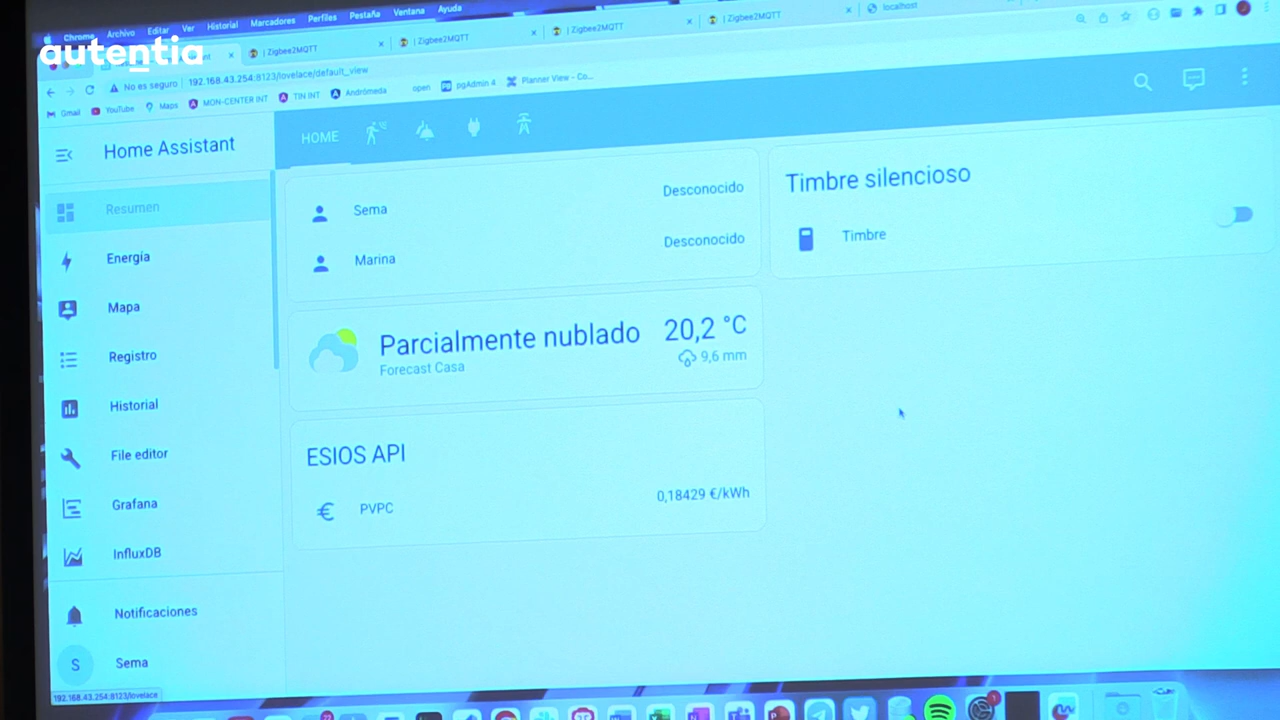 Chrome Archivo Editar Ver Historial Marcadores Perfiles Pestaña Ventana Ayuda
autentia
| Zigbee2MQTT | Zigbee2MQTT | Zigbee2MQTT | Zigbee2MQTT localhost
No es seguro | 192.168.43.254:8123/lovelace/default_view
Gmail YouTube Maps MON-CENTER INT TIN INT Andrómeda open pgAdmin 4 Planner View - Co...
Home Assistant
HOME
Resumen
Energía
Mapa
Registro
Historial
File editor
Grafana
InfluxDB
Notificaciones
S Sema
192.168.43.254:8123/lovelace
Sema Desconocido
Marina Desconocido
Parcialmente nublado 20,2 °C
Forecast Casa 9,6 mm
ESIOS API
€ PVPC 0,18429 €/kWh
Timbre silencioso
Timbre